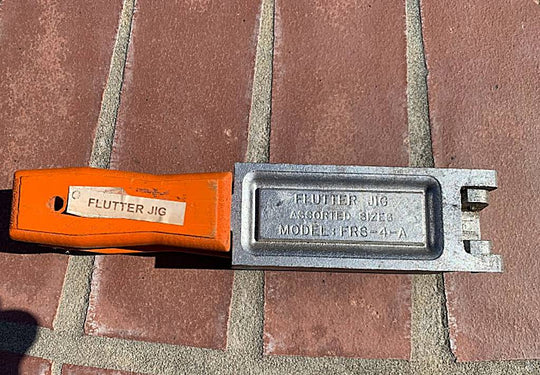 FLUTTER JIG
FLUTTER JIG
ASSORTED SIZES
MODEL: FRS-4-A